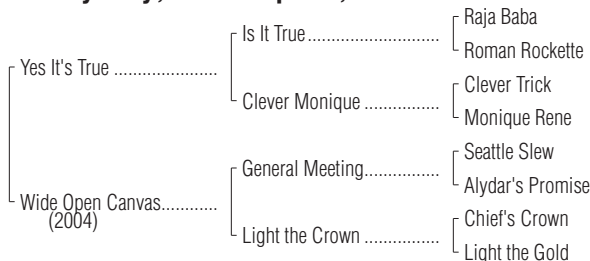 Raja Baba
Is It True
Roman Rockette
Yes It's True
Clever Trick
Clever Monique
Monique Rene
Seattle Slew
General Meeting
Alydar's Promise
Wide Open Canvas
(2004)
Chief's Crown
Light the Crown
Light the Gold